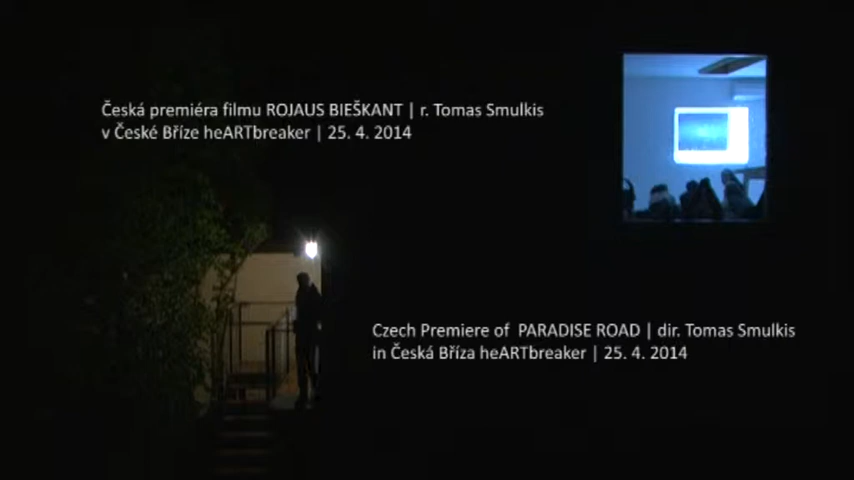 Česká premiéra filmu ROJAUS BIEŠKANT | r. Tomas Smulkis
v České Bříze heARTbreaker | 25. 4. 2014
Czech Premiere of PARADISE ROAD | dir. Tomas Smulkis
in Česká Bříza heARTbreaker | 25. 4. 2014